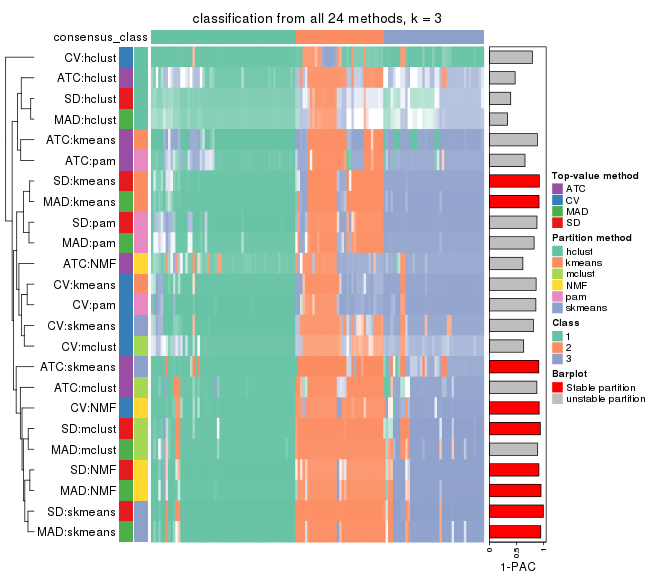 classification from all 24 methods, k = 3
consensus_class
CV:hclust
ATC:hclust
SD:hclust
MAD:hclust
ATC:kmeans
ATC:pam
SD:kmeans
MAD:kmeans
SD:pam
MAD:pam
ATC:NMF
CV:kmeans
CV:pam
CV:skmeans
CV:mclust
ATC:skmeans
ATC:mclust
CV:NMF
SD:mclust
MAD:mclust
SD:NMF
MAD:NMF
SD:skmeans
MAD:skmeans
0
0.5
1
1-PAC
Top-value method
ATC
CV
MAD
SD
Partition method
hclust
kmeans
mclust
NMF
pam
skmeans
Class
1
2
3
Barplot
Stable partition
unstable partition